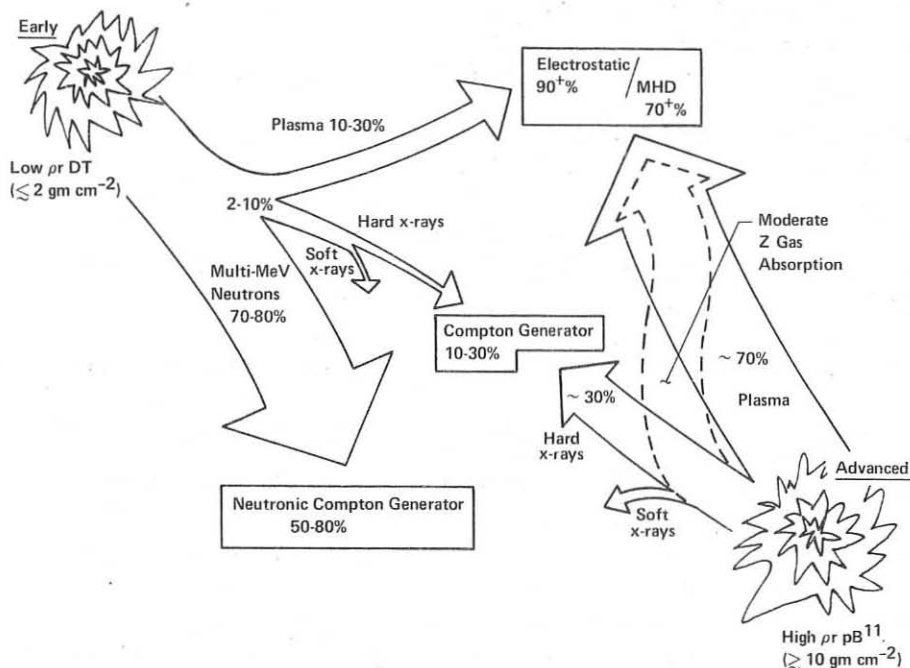 Early
Low ρr DT
(≲ 2 gm cm⁻²)
Plasma 10-30%
Electrostatic
90⁺% / MHD
70⁺%
2-10%
Hard x-rays
Soft
x-rays
Multi-MeV
Neutrons
70-80%
Moderate
Z Gas
Absorption
Compton Generator
10-30%
~ 70%
Plasma
~ 30%
Hard
x-rays
Advanced
Neutronic Compton Generator
50-80%
Soft
x-rays
High ρr pB¹¹.
(≳ 10 gm cm⁻²)